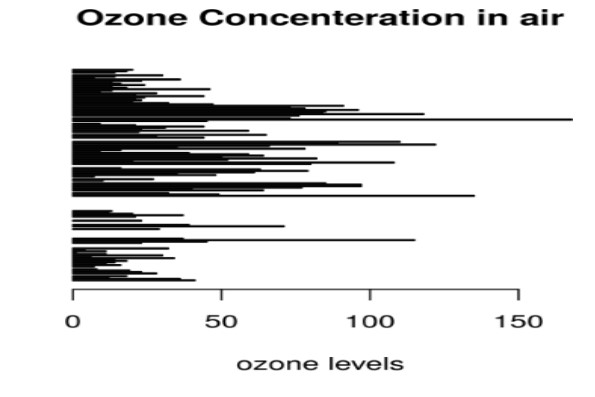 Ozone Concenteration in air
0 50 100 150
ozone levels